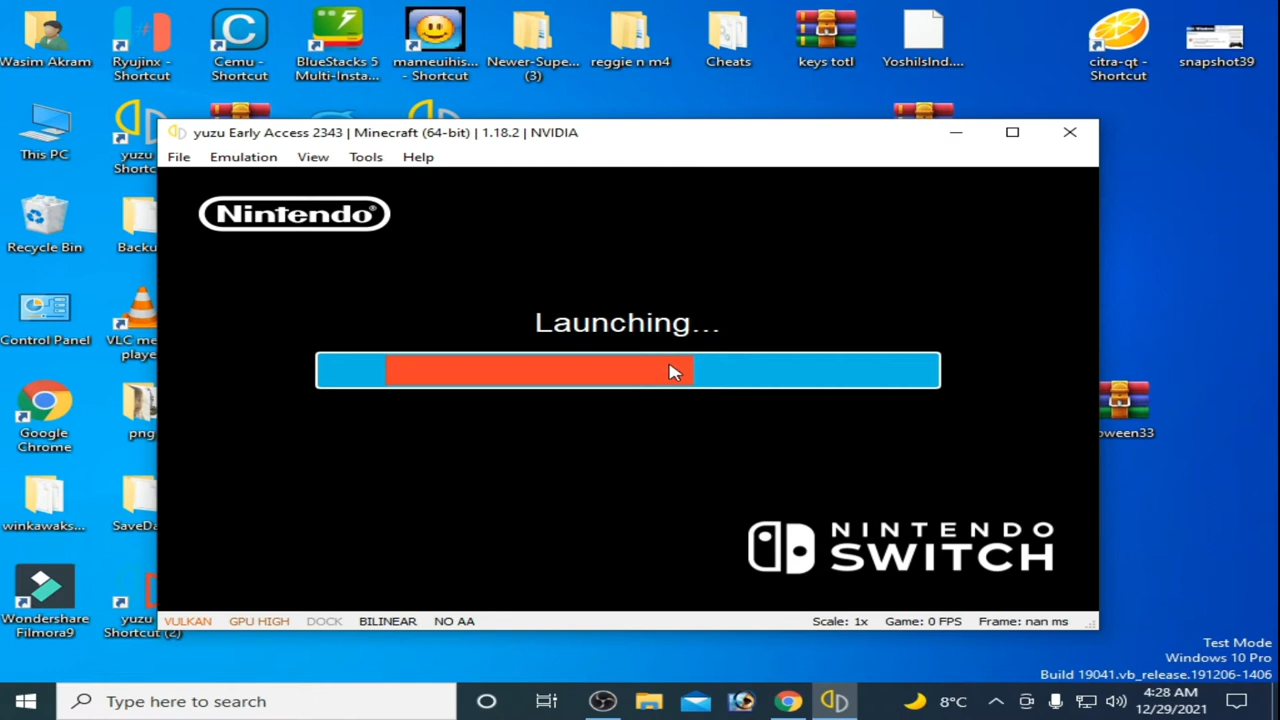 Wasim Akram
Ryujinx -
Shortcut
Cemu -
Shortcut
BlueStacks 5
Multi-Insta...
mameuihis...
- Shortcut
Newer-Supe...
(3)
reggie n m4
Cheats
keys totl
YoshiIsInd....
citra-qt -
Shortcut
snapshot39
This PC
yuzu
Shortc
Recycle Bin
Backu
Control Panel
VLC me
playe
Google
Chrome
png
winkawaks...
SaveDa
Wondershare
Filmora9
yuzu
Shortcut (2)
oween33
yuzu Early Access 2343 | Minecraft (64-bit) | 1.18.2 | NVIDIA
File Emulation View Tools Help
Nintendo®
Launching...
NINTENDO
SWITCH
VULKAN GPU HIGH DOCK BILINEAR NO AA Scale: 1x Game: 0 FPS Frame: nan ms
Test Mode
Windows 10 Pro
Build 19041.vb_release.191206-1406
Type here to search
8°C
4:28 AM
12/29/2021